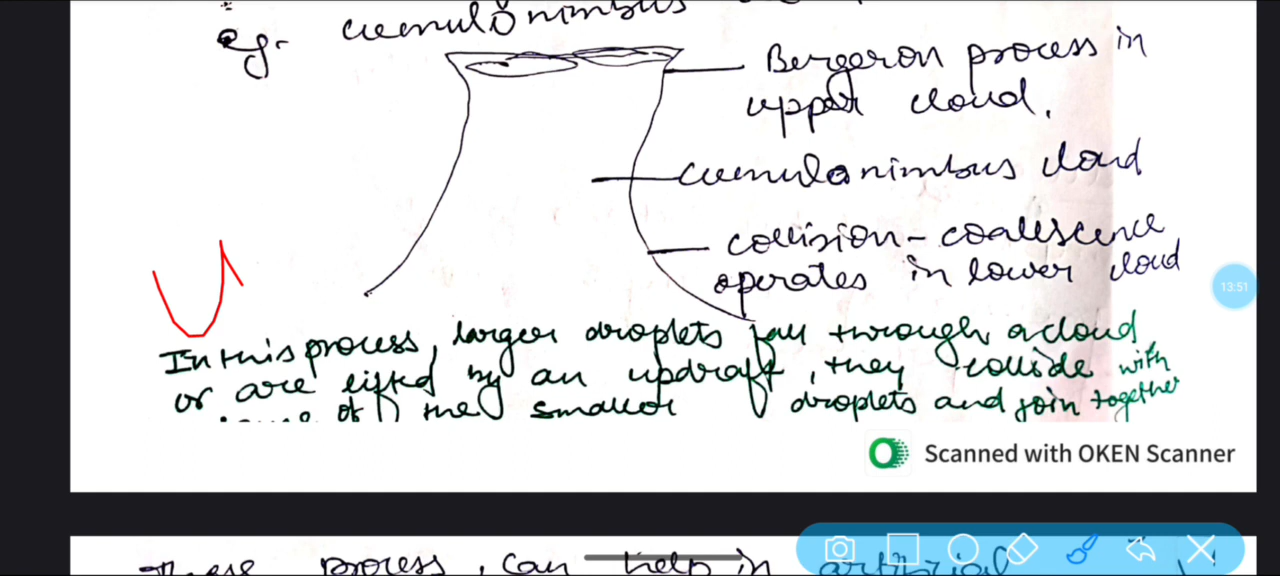 eg- cumulonimbus
Bergeron process in
upper cloud.
cumulonimbus cloud
collision-coalescence
operates in lower cloud
In this process, larger droplets fall through a cloud
or are lifted by an updraft, they collide with
of the smaller droplets and join together
Scanned with OKEN Scanner
13:51
These process, can help in artificial